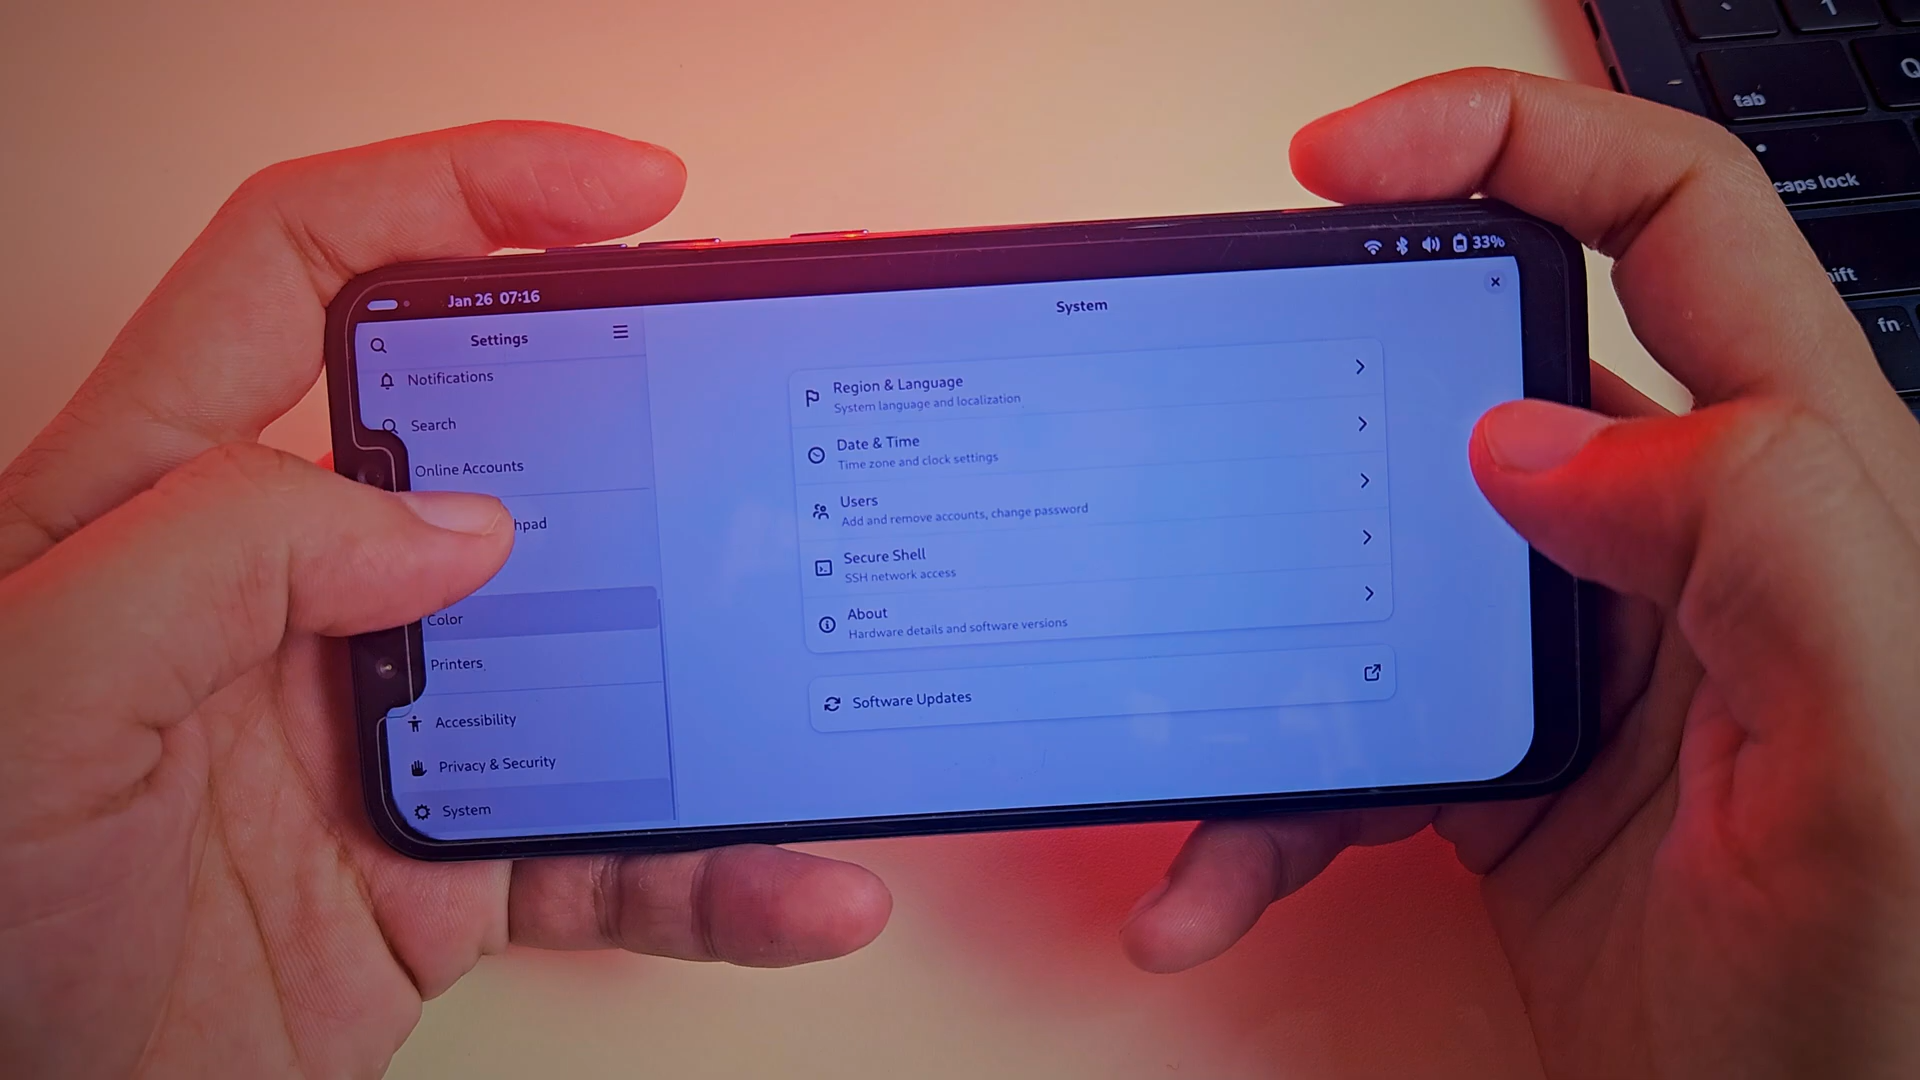 Jan 26 07:16
33%
Settings
Notifications
Search
Online Accounts
hpad
Color
Printers
Accessibility
Privacy & Security
System
System
Region & Language
System language and localization
Date & Time
Time zone and clock settings
Users
Add and remove accounts, change password
Secure Shell
SSH network access
About
Hardware details and software versions
Software Updates
1
Q
tab
caps lock
ift
fn